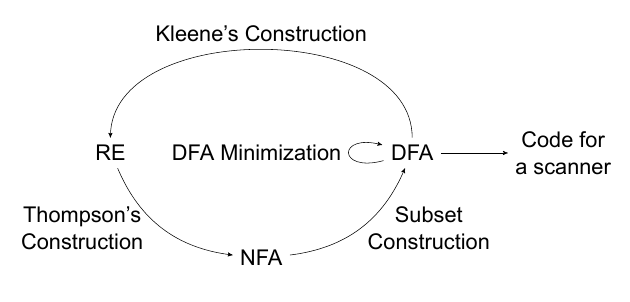 Kleene’s Construction
RE
DFA Minimization
DFA
Code for
a scanner
Thompson’s
Construction
Subset
Construction
NFA